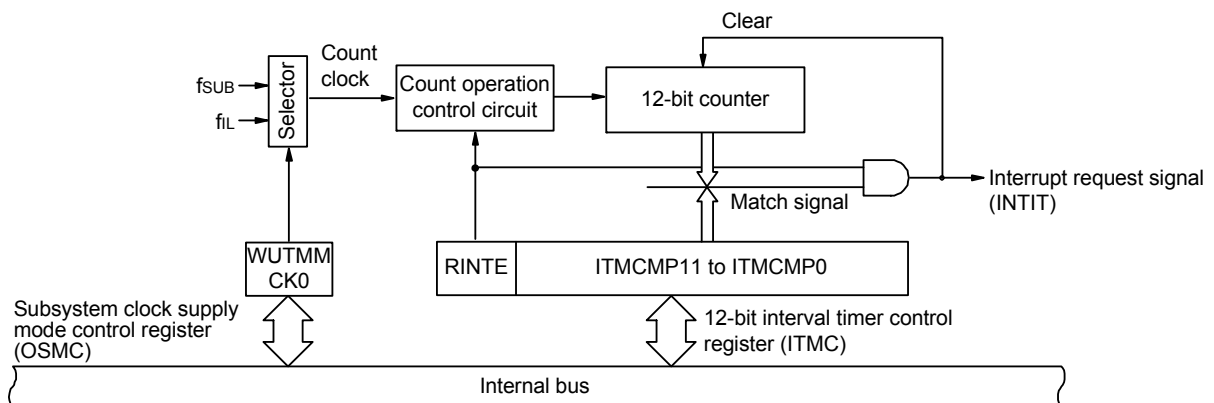 Clear
Count
clock
fSUB
fIL
Selector
Count operation
control circuit
12-bit counter
Match signal
Interrupt request signal
(INTIT)
WUTMM
CK0
RINTE
ITMCMP11 to ITMCMP0
Subsystem clock supply
mode control register
(OSMC)
12-bit interval timer control
register (ITMC)
Internal bus